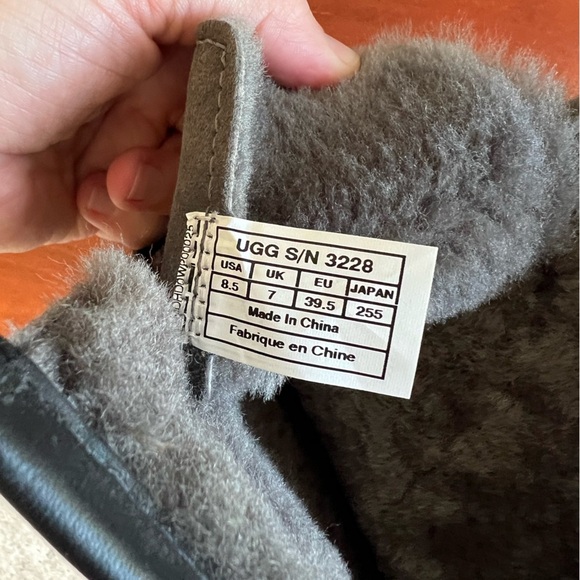 UGG S/N 3228
USA UK EU JAPAN
8.5 7 39.5 255
Made In China
Fabrique en Chine